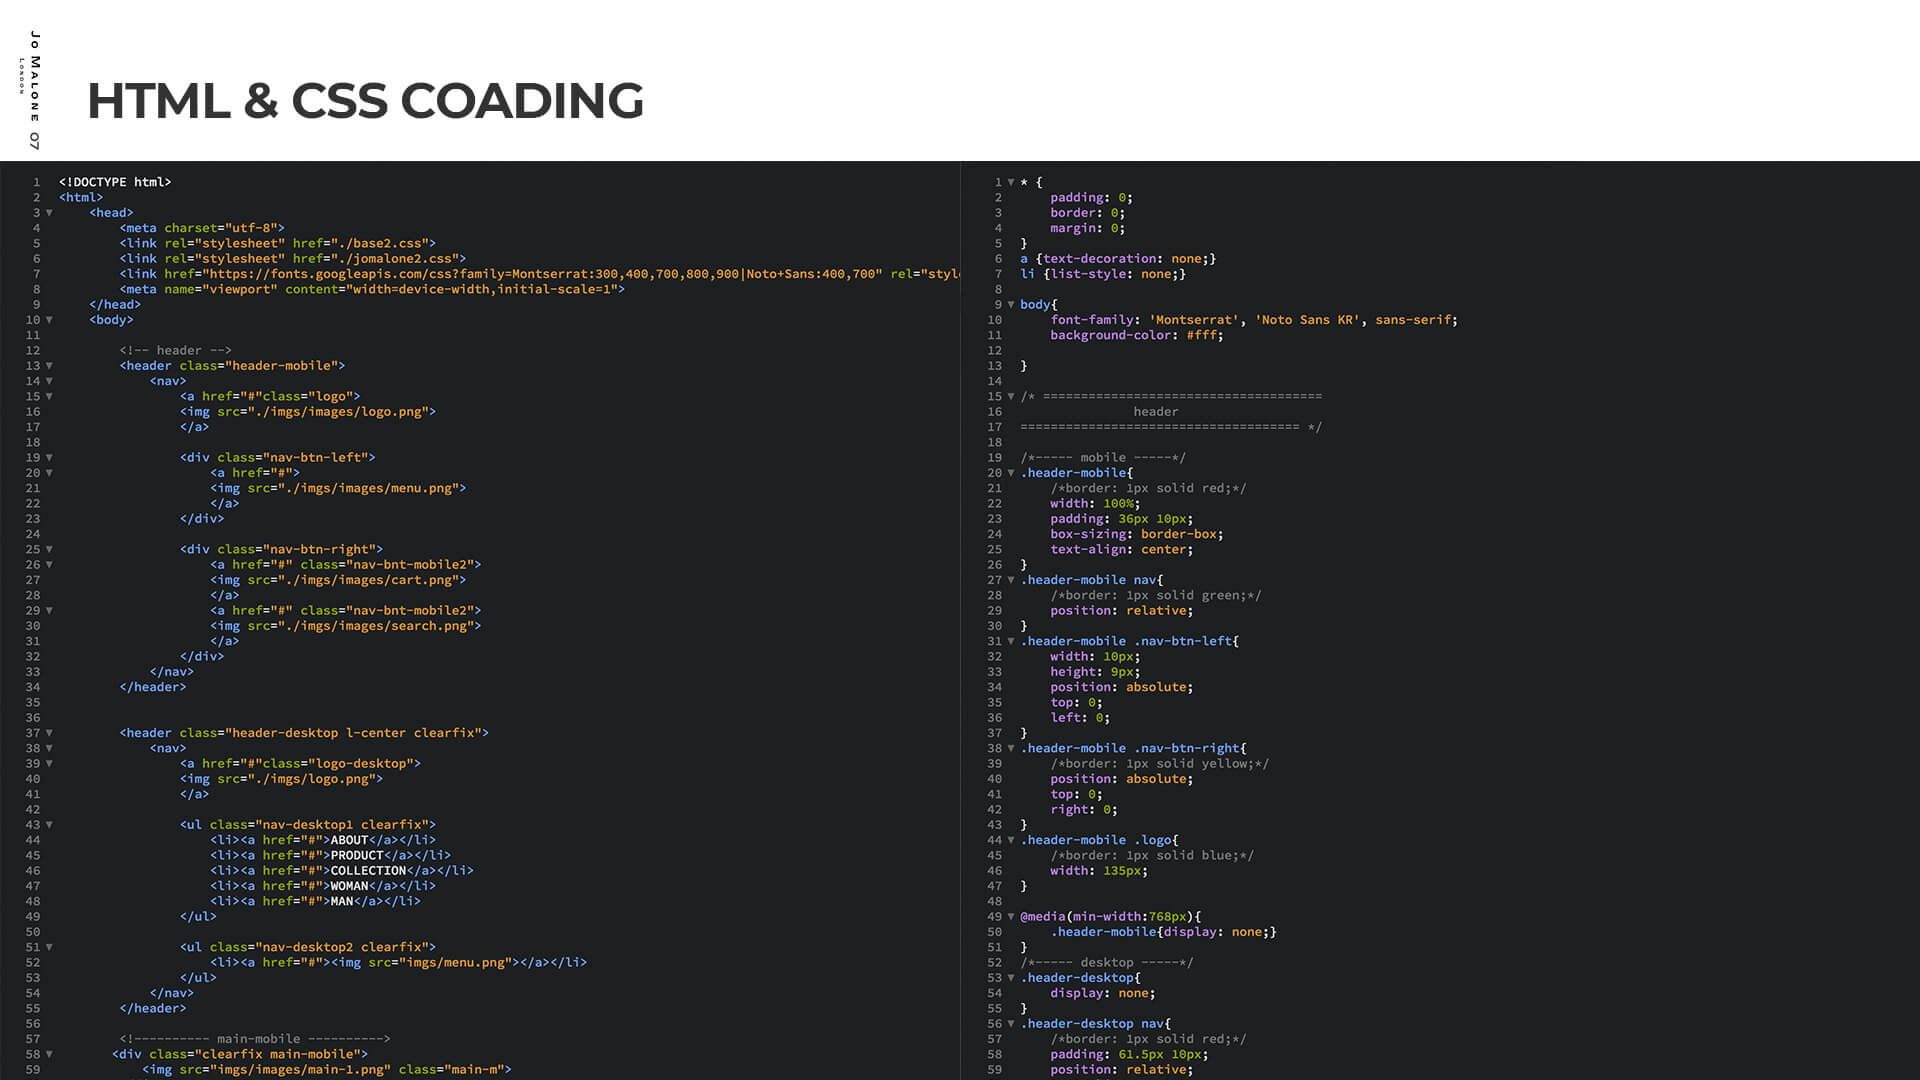 Jo Malone
London
07
HTML & CSS COADING
1 <!DOCTYPE html>
2 <html>
3 <head>
4 <meta charset="utf-8">
5 <link rel="stylesheet" href="./base2.css">
6 <link rel="stylesheet" href="./jomalone2.css">
7 <link href="https://fonts.googleapis.com/css?family=Montserrat:300,400,700,800,900|Noto+Sans:400,700" rel="styl
8 <meta name="viewport" content="width=device-width,initial-scale=1">
9 </head>
10 <body>
11
12 <!-- header -->
13 <header class="header-mobile">
14 <nav>
15 <a href="#"class="logo">
16 <img src="./imgs/images/logo.png">
17 </a>
18
19 <div class="nav-btn-left">
20 <a href="#">
21 <img src="./imgs/images/menu.png">
22 </a>
23 </div>
24
25 <div class="nav-btn-right">
26 <a href="#" class="nav-bnt-mobile2">
27 <img src="./imgs/images/cart.png">
28 </a>
29 <a href="#" class="nav-bnt-mobile2">
30 <img src="./imgs/images/search.png">
31 </a>
32 </div>
33 </nav>
34 </header>
35
36
37 <header class="header-desktop l-center clearfix">
38 <nav>
39 <a href="#"class="logo-desktop">
40 <img src="./imgs/logo.png">
41 </a>
42
43 <ul class="nav-desktop1 clearfix">
44 <li><a href="#">ABOUT</a></li>
45 <li><a href="#">PRODUCT</a></li>
46 <li><a href="#">COLLECTION</a></li>
47 <li><a href="#">WOMAN</a></li>
48 <li><a href="#">MAN</a></li>
49 </ul>
50
51 <ul class="nav-desktop2 clearfix">
52 <li><a href="#"><img src="imgs/menu.png"></a></li>
53 </ul>
54 </nav>
55 </header>
56
57 <!---------- main-mobile ---------->
58 <div class="clearfix main-mobile">
59 <img src="imgs/images/main-1.png" class="main-m">
1 * {
2 padding: 0;
3 border: 0;
4 margin: 0;
5 }
6 a {text-decoration: none;}
7 li {list-style: none;}
8
9 body{
10 font-family: 'Montserrat', 'Noto Sans KR', sans-serif;
11 background-color: #fff;
12
13 }
14
15 /* =====================================
16 header
17 ===================================== */
18
19 /*----- mobile -----*/
20 .header-mobile{
21 /*border: 1px solid red;*/
22 width: 100%;
23 padding: 36px 10px;
24 box-sizing: border-box;
25 text-align: center;
26 }
27 .header-mobile nav{
28 /*border: 1px solid green;*/
29 position: relative;
30 }
31 .header-mobile .nav-btn-left{
32 width: 10px;
33 height: 9px;
34 position: absolute;
35 top: 0;
36 left: 0;
37 }
38 .header-mobile .nav-btn-right{
39 /*border: 1px solid yellow;*/
40 position: absolute;
41 top: 0;
42 right: 0;
43 }
44 .header-mobile .logo{
45 /*border: 1px solid blue;*/
46 width: 135px;
47 }
48
49 @media(min-width:768px){
50 .header-mobile{display: none;}
51 }
52 /*----- desktop -----*/
53 .header-desktop{
54 display: none;
55 }
56 .header-desktop nav{
57 /*border: 1px solid red;*/
58 padding: 61.5px 10px;
59 position: relative;